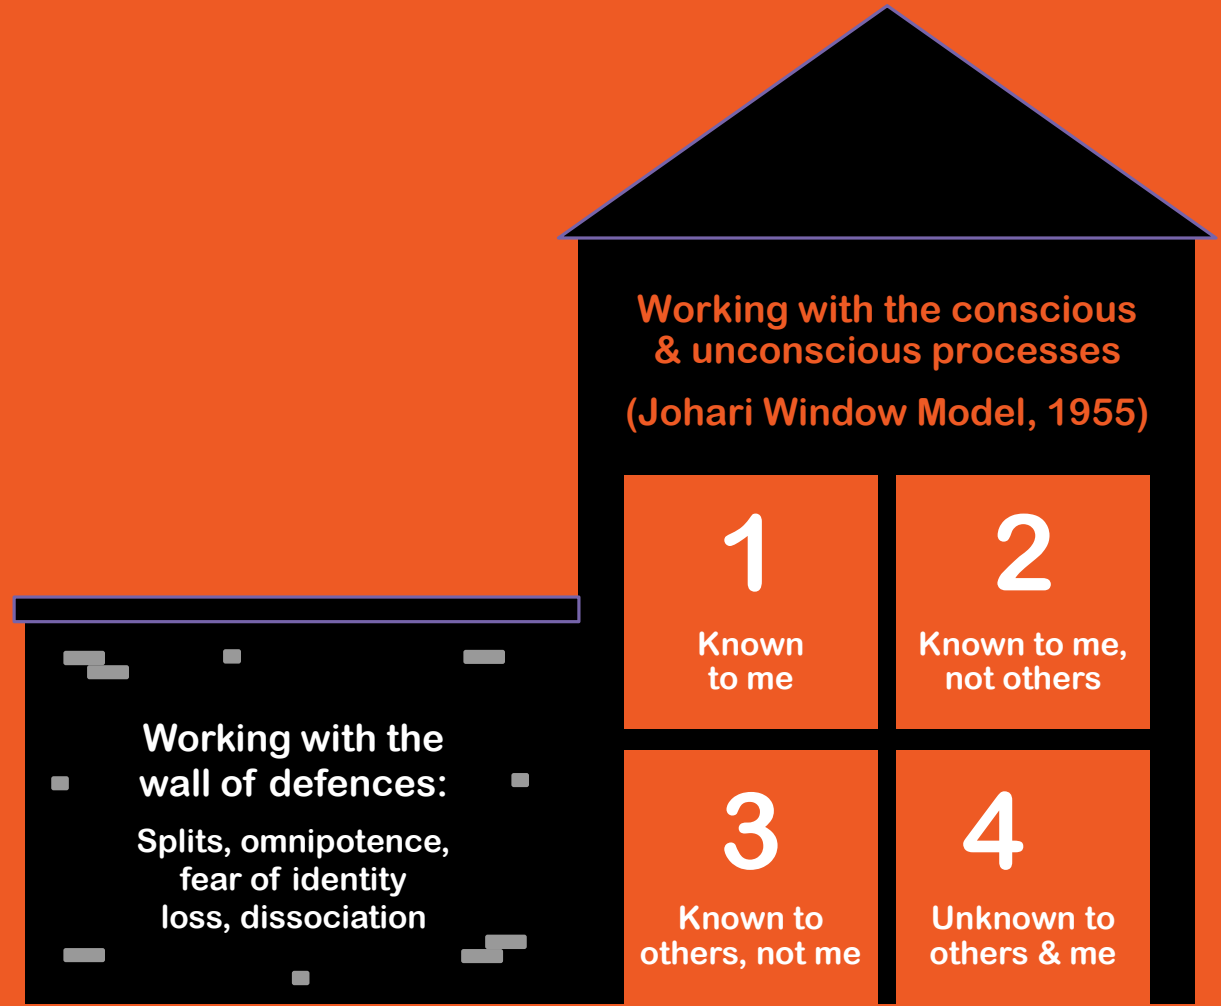 Working with the conscious
& unconscious processes
(Johari Window Model, 1955)
1
Known
to me
2
Known to me,
not others
3
Known to
others, not me
4
Unknown to
others & me
Working with the
wall of defences:
Splits, omnipotence,
fear of identity
loss, dissociation